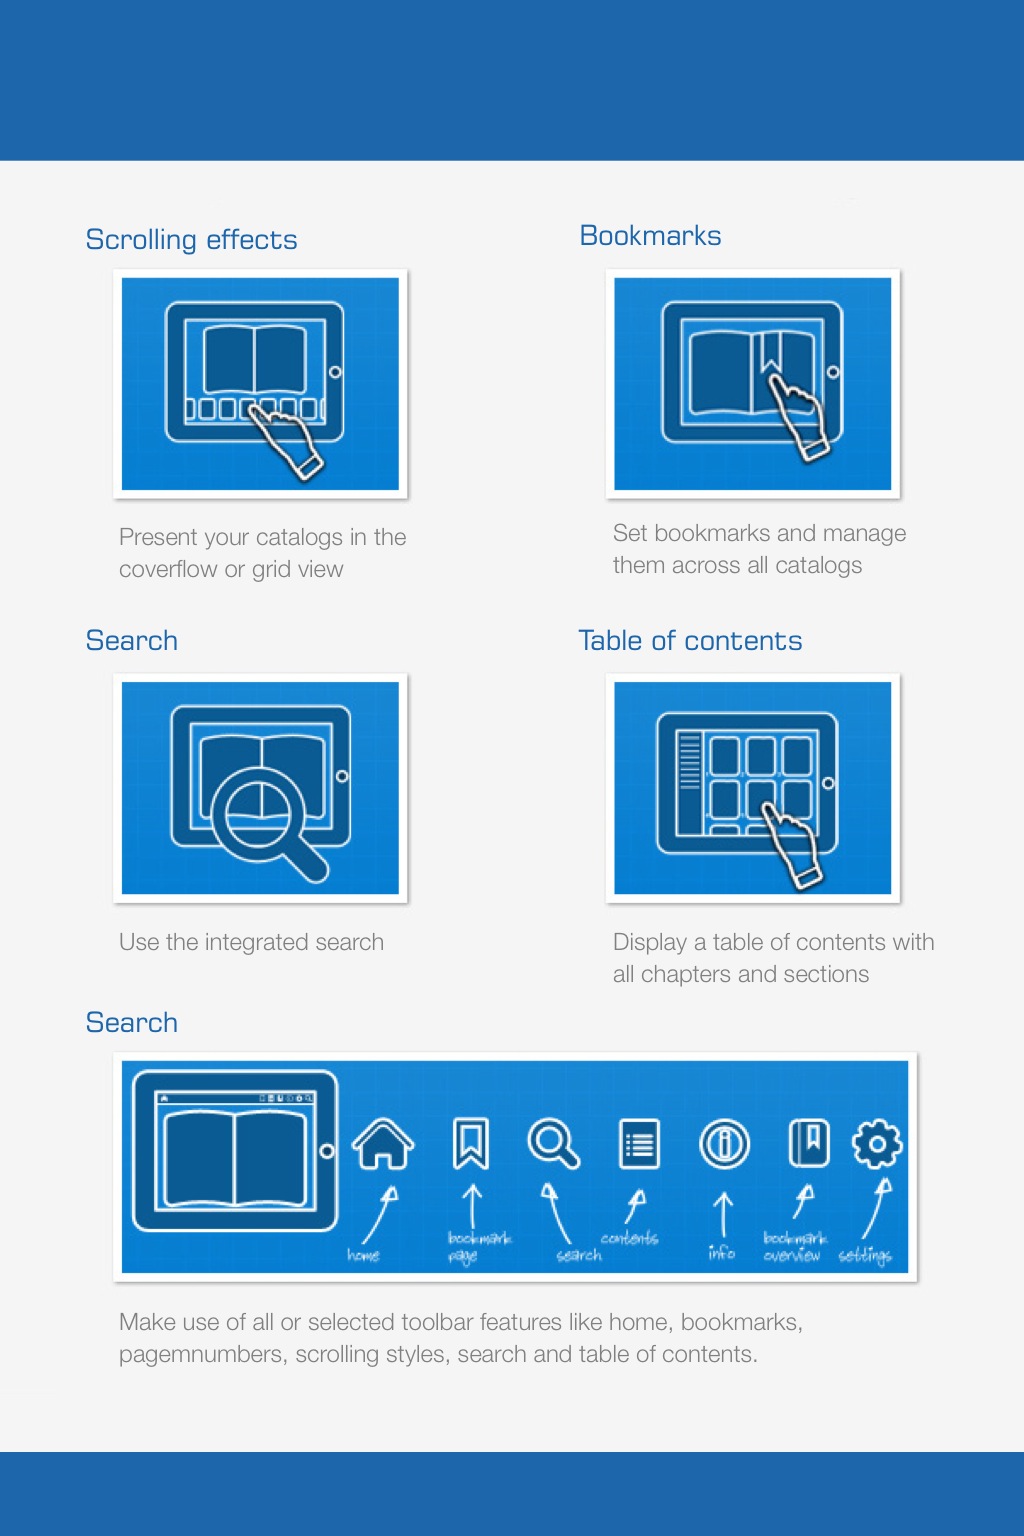 Scrolling effects
Bookmarks
Present your catalogs in the
coverflow or grid view
Set bookmarks and manage
them across all catalogs
Search
Table of contents
Use the integrated search
Display a table of contents with
all chapters and sections
Search
home
bookmark
page
search
contents
info
bookmark
overview
settings
Make use of all or selected toolbar features like home, bookmarks,
pagemnumbers, scrolling styles, search and table of contents.